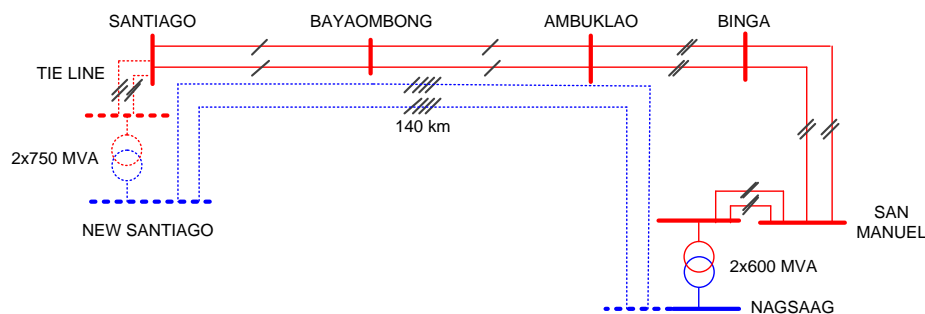 SANTIAGO
BAYAOMBONG
AMBUKLAO
BINGA
TIE LINE
140 km
2x750 MVA
NEW SANTIAGO
SAN
MANUEL
2x600 MVA
NAGSAAG